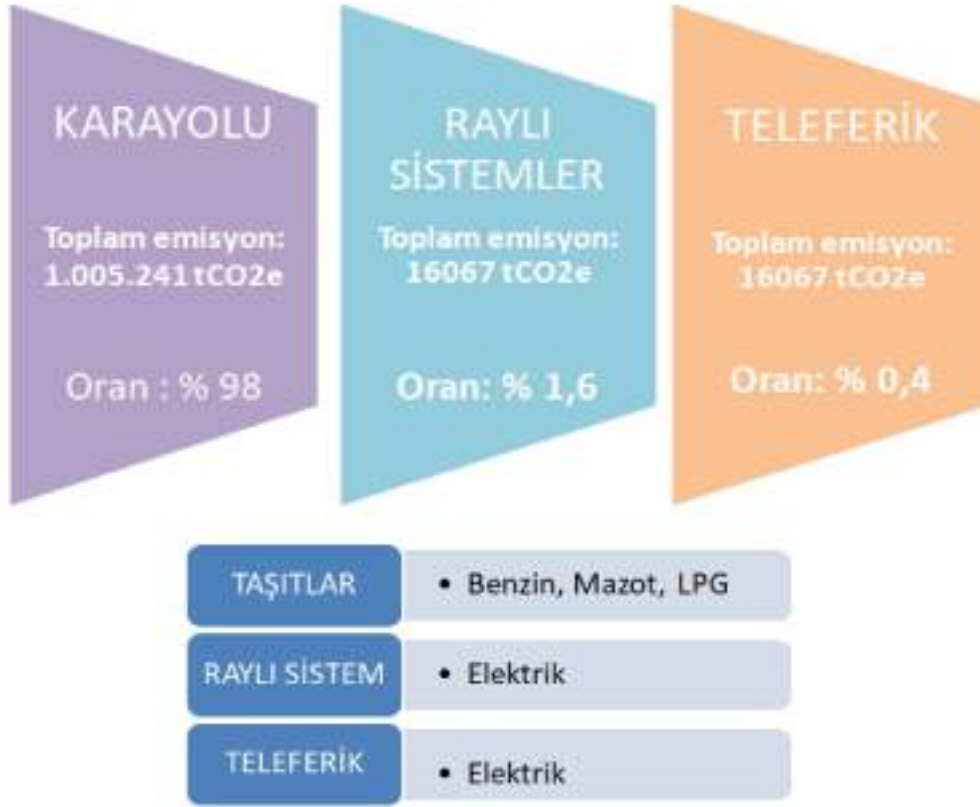 KARAYOLU
Toplam emisyon:
1.005.241 tCO2e
Oran : % 98
RAYLI
SİSTEMLER
Toplam emisyon:
16067 tCO2e
Oran: % 1,6
TELEFERİK
Toplam emisyon:
16067 tCO2e
Oran: % 0,4
TAŞITLAR
• Benzin, Mazot, LPG
RAYLI SİSTEM
• Elektrik
TELEFERİK
• Elektrik